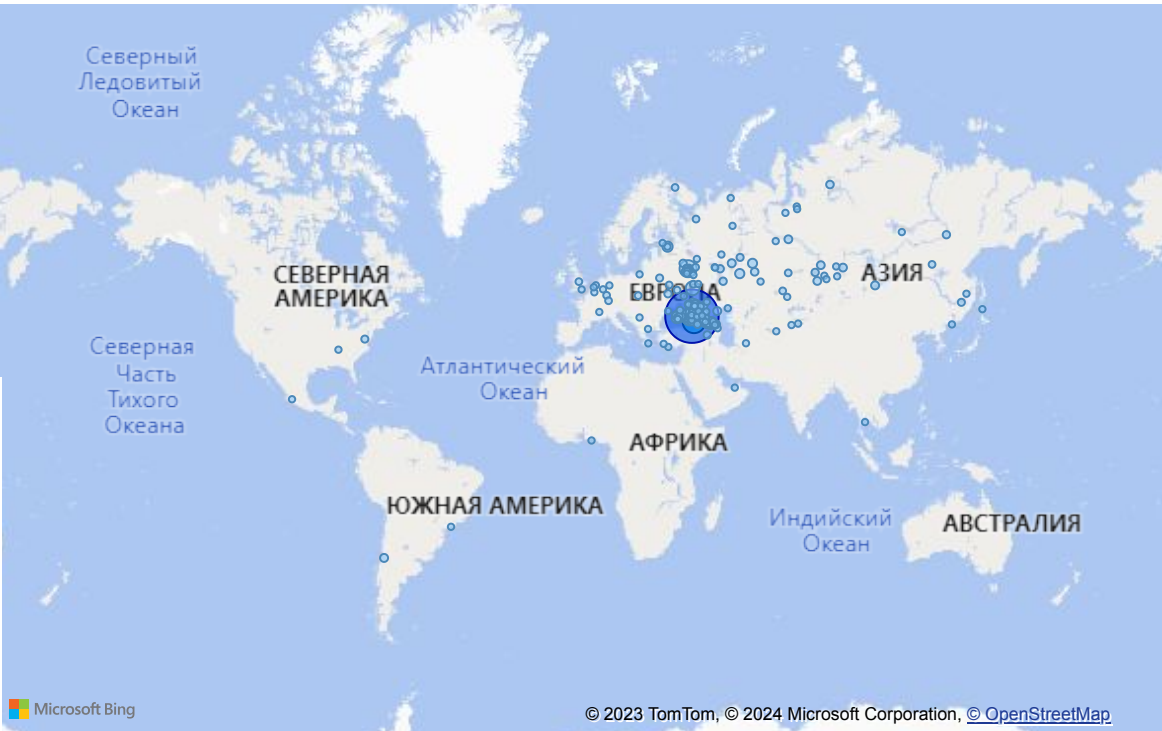 Северный
Ледовитый
Океан
СЕВЕРНАЯ
АМЕРИКА
ЕВРОПА
АЗИЯ
Северная
Часть
Тихого
Океана
Атлантический
Океан
АФРИКА
ЮЖНАЯ АМЕРИКА
Индийский
Океан
АВСТРАЛИЯ
Microsoft Bing
© 2023 TomTom, © 2024 Microsoft Corporation, © OpenStreetMap